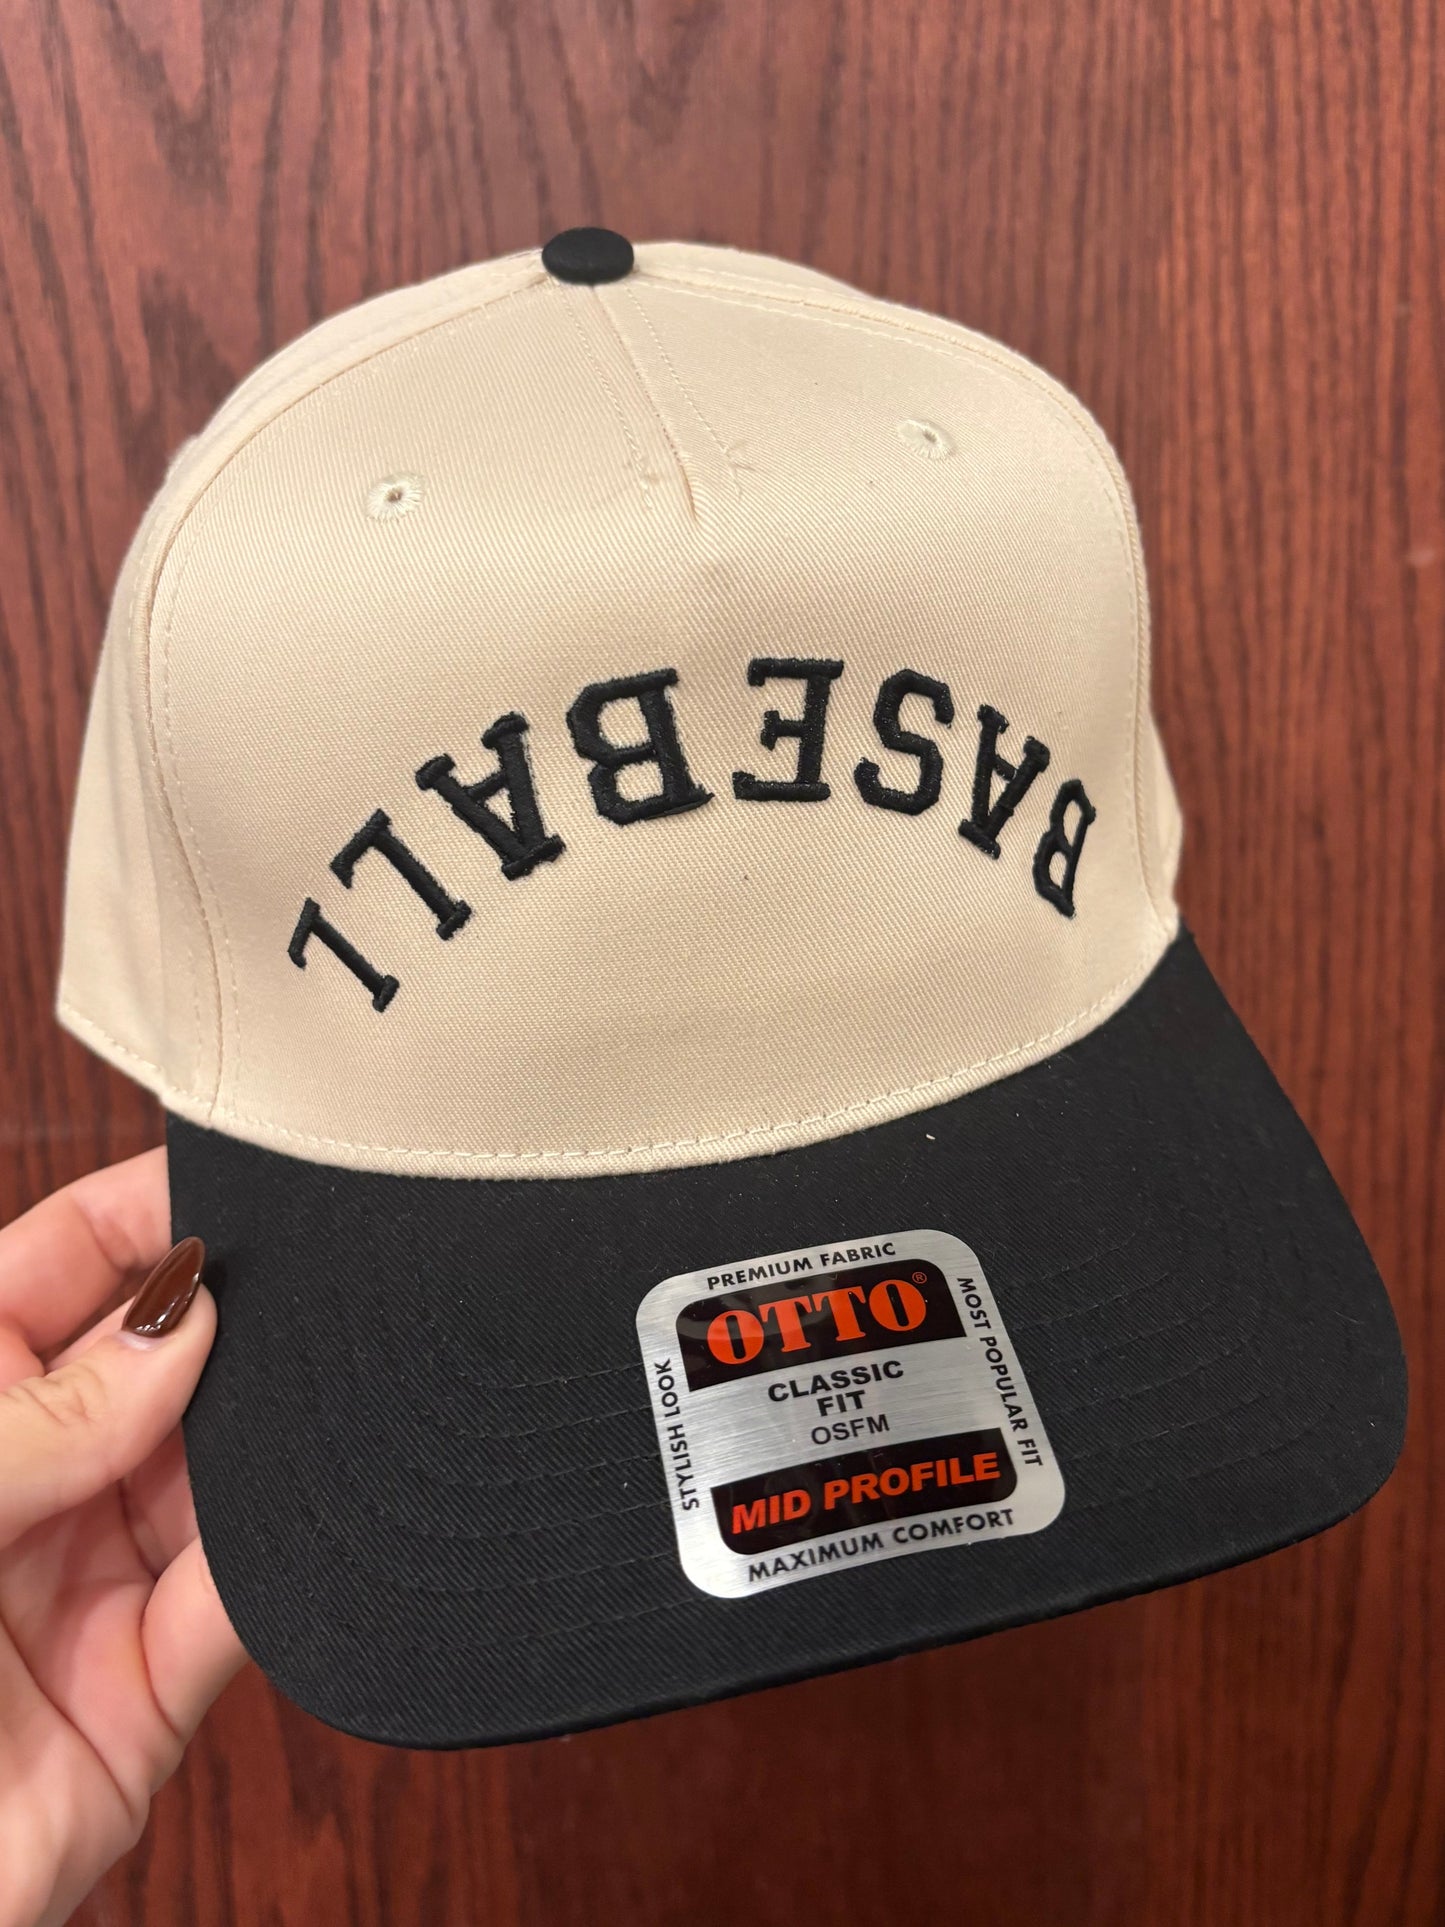 BASEBALL
PREMIUM FABRIC
OTTO®
CLASSIC
FIT
OSFM
MID PROFILE
MAXIMUM COMFORT
STYLISH LOOK
MOST POPULAR FIT